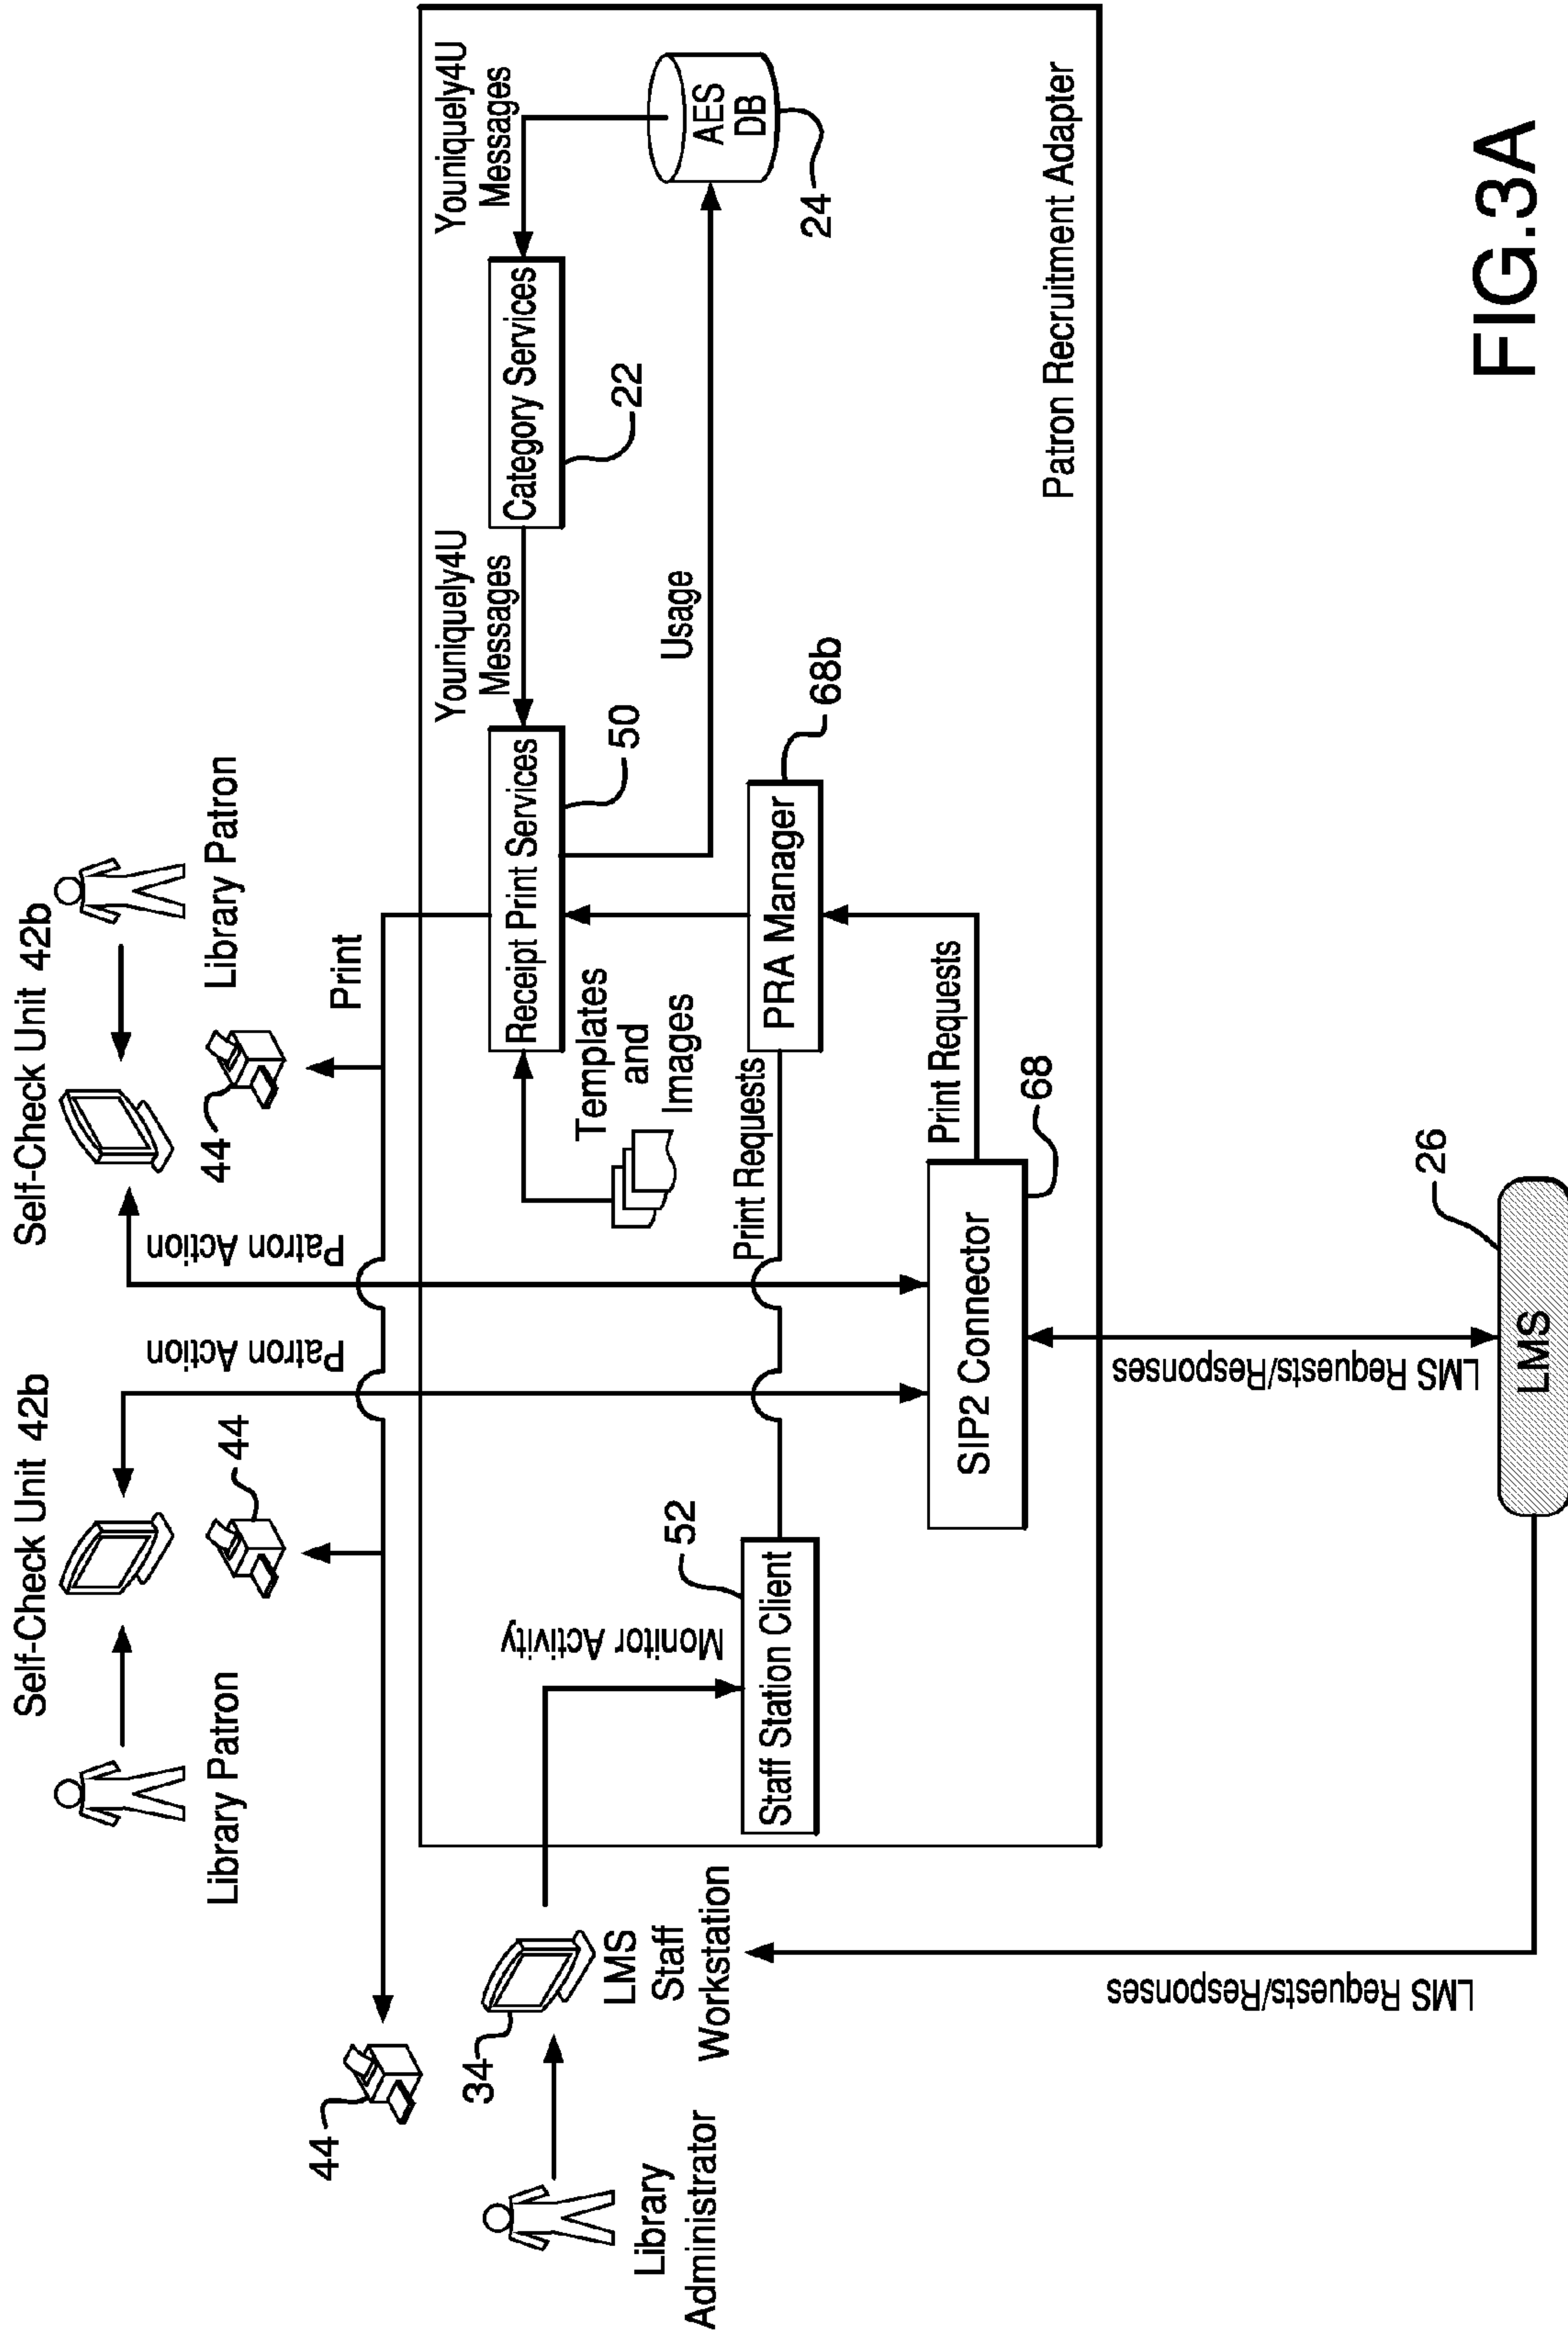 Self-Check Unit 42b
Self-Check Unit 42b
Library Patron
Library Patron
44
44
44
Patron Action
Patron Action
Print
Library
Administrator
34
LMS
Staff
Workstation
Monitor Activity
52
Staff Station Client
Youniquely4U
Messages
Youniquely4U
Messages
Receipt Print Services
50
Category Services
22
AES
DB
24
Templates
and
Images
Usage
Print Requests
PRA Manager
68b
Print Requests
SIP2 Connector
68
Patron Recruitment Adapter
LMS Requests/Responses
LMS Requests/Responses
26
LMS
FIG.3A